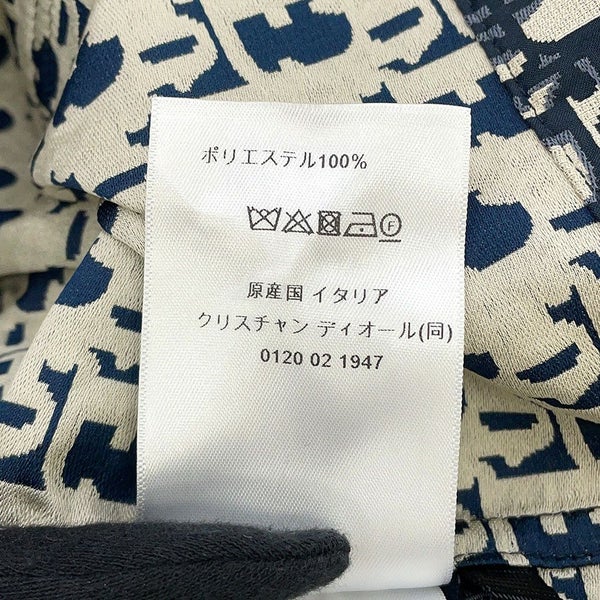 ポリエステル100%
F
原産国 イタリア
クリスチャン ディオール(同)
0120 02 1947